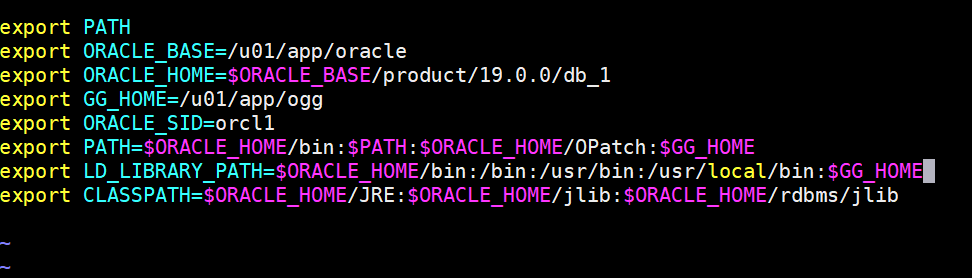 export PATH
export ORACLE_BASE=/u01/app/oracle
export ORACLE_HOME=$ORACLE_BASE/product/19.0.0/db_1
export GG_HOME=/u01/app/ogg
export ORACLE_SID=orcl1
export PATH=$ORACLE_HOME/bin:$PATH:$ORACLE_HOME/OPatch:$GG_HOME
export LD_LIBRARY_PATH=$ORACLE_HOME/bin:/bin:/usr/bin:/usr/local/bin:$GG_HOME
export CLASSPATH=$ORACLE_HOME/JRE:$ORACLE_HOME/jlib:$ORACLE_HOME/rdbms/jlib
~
~